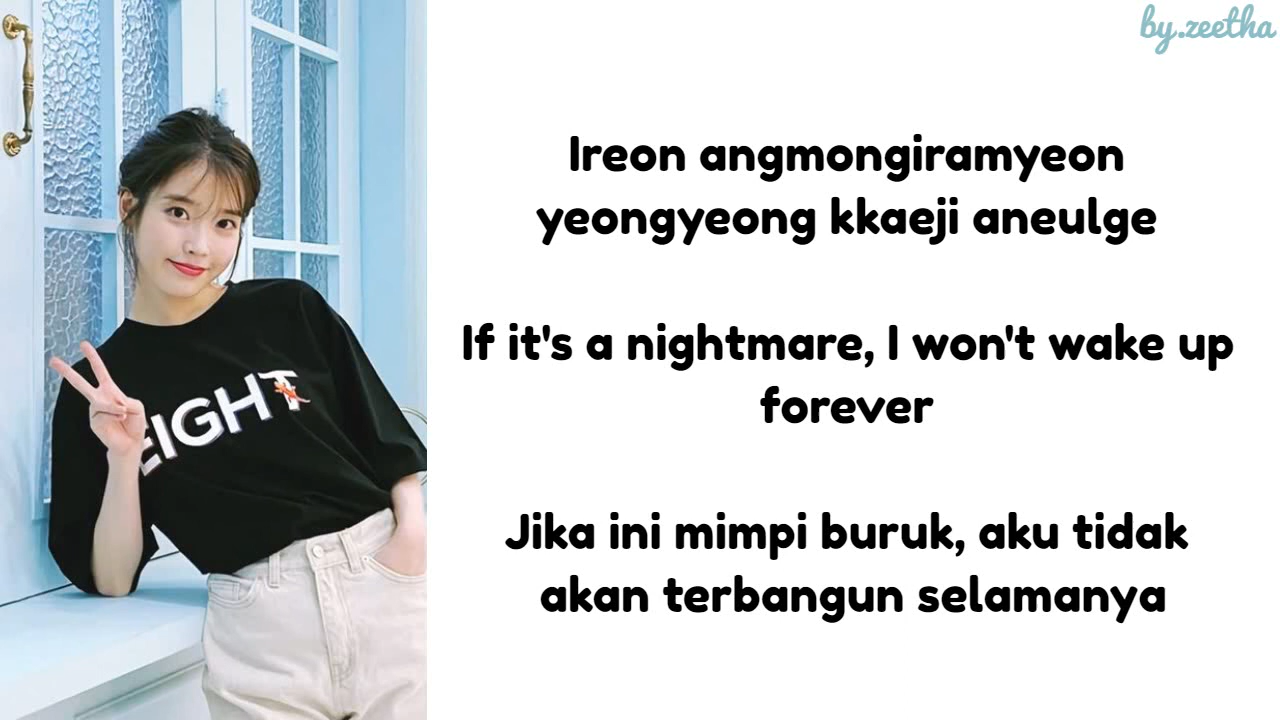 by.zeetha
Ireon angmongiramyeon
yeongyeong kkaeji aneulge
If it's a nightmare, I won't wake up
forever
Jika ini mimpi buruk, aku tidak
akan terbangun selamanya
EIGHT